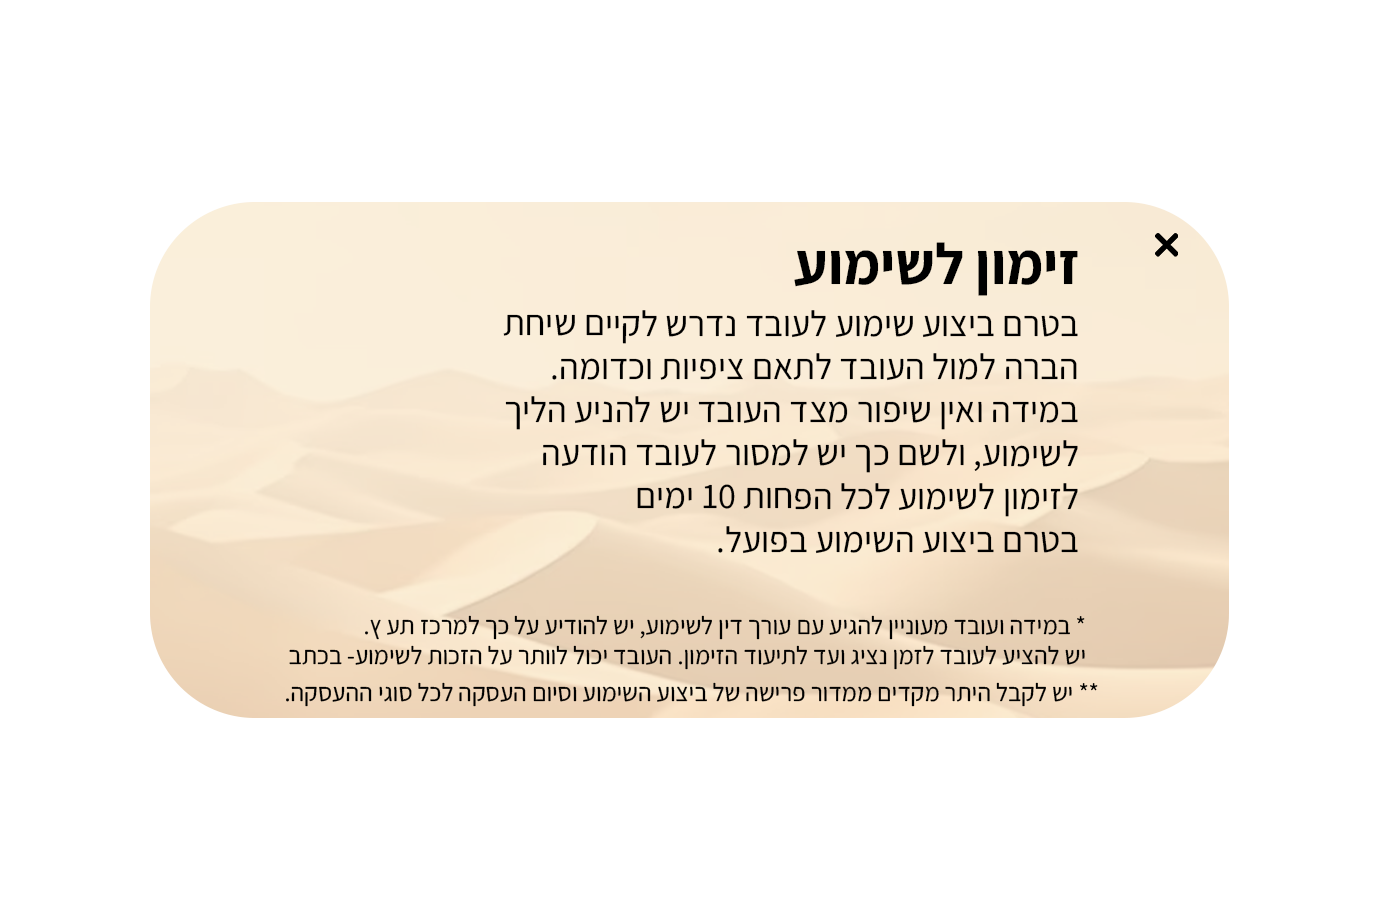 זימון לשימוע
בטרם ביצוע שימוע לעובד נדרש לקיים שיחת
הברה למול העובד לתאם ציפיות וכדומה.
במידה ואין שיפור מצד העובד יש להניע הליך
לשימוע, ולשם כך יש למסור לעובד הודעה
לזימון לשימוע לכל הפחות 10 ימים
בטרם ביצוע השימוע בפועל.
* במידה ועובד מעוניין להגיע עם עורך דין לשימוע, יש להודיע על כך למרכז תע ץ.
יש להציע לעובד לזמן נציג ועד לתיעוד הזימון. העובד יכול לוותר על הזכות לשימוע- בכתב
** יש לקבל היתר מקדים ממדור פרישה של ביצוע השימוע וסיום העסקה לכל סוגי ההעסקה.